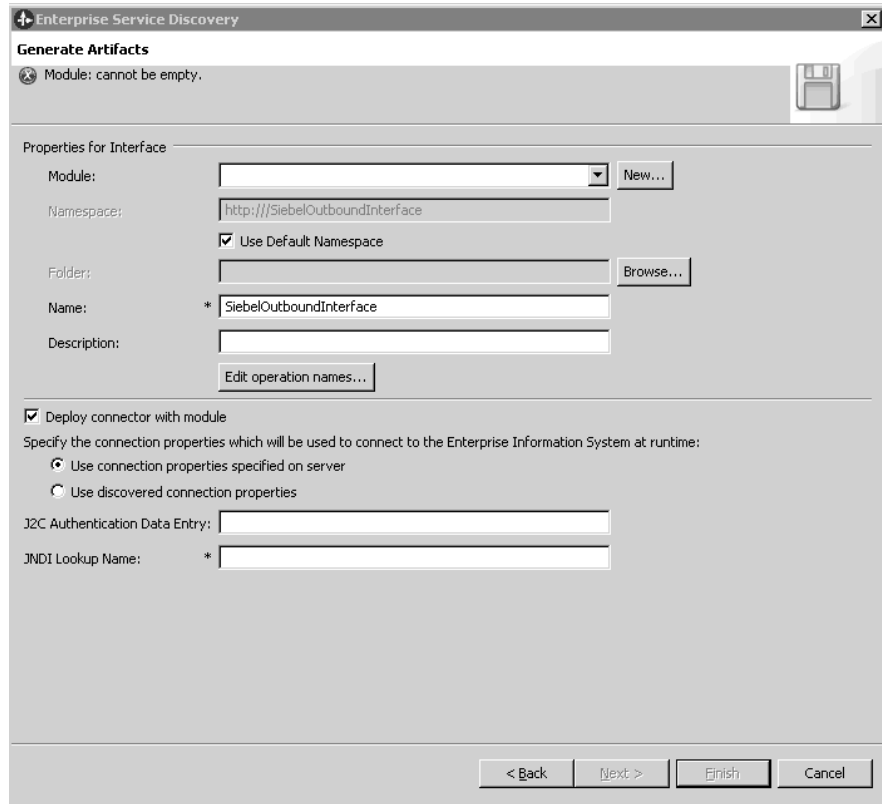 Enterprise Service Discovery
Generate Artifacts
Module: cannot be empty.
Properties for Interface
Module:
New...
Namespace:
http:///SiebelOutboundInterface
Use Default Namespace
Folder:
Browse...
Name:
* SiebelOutboundInterface
Description:
Edit operation names...
Deploy connector with module
Specify the connection properties which will be used to connect to the Enterprise Information System at runtime:
Use connection properties specified on server
Use discovered connection properties
J2C Authentication Data Entry:
JNDI Lookup Name: *
< Back
Next >
Finish
Cancel